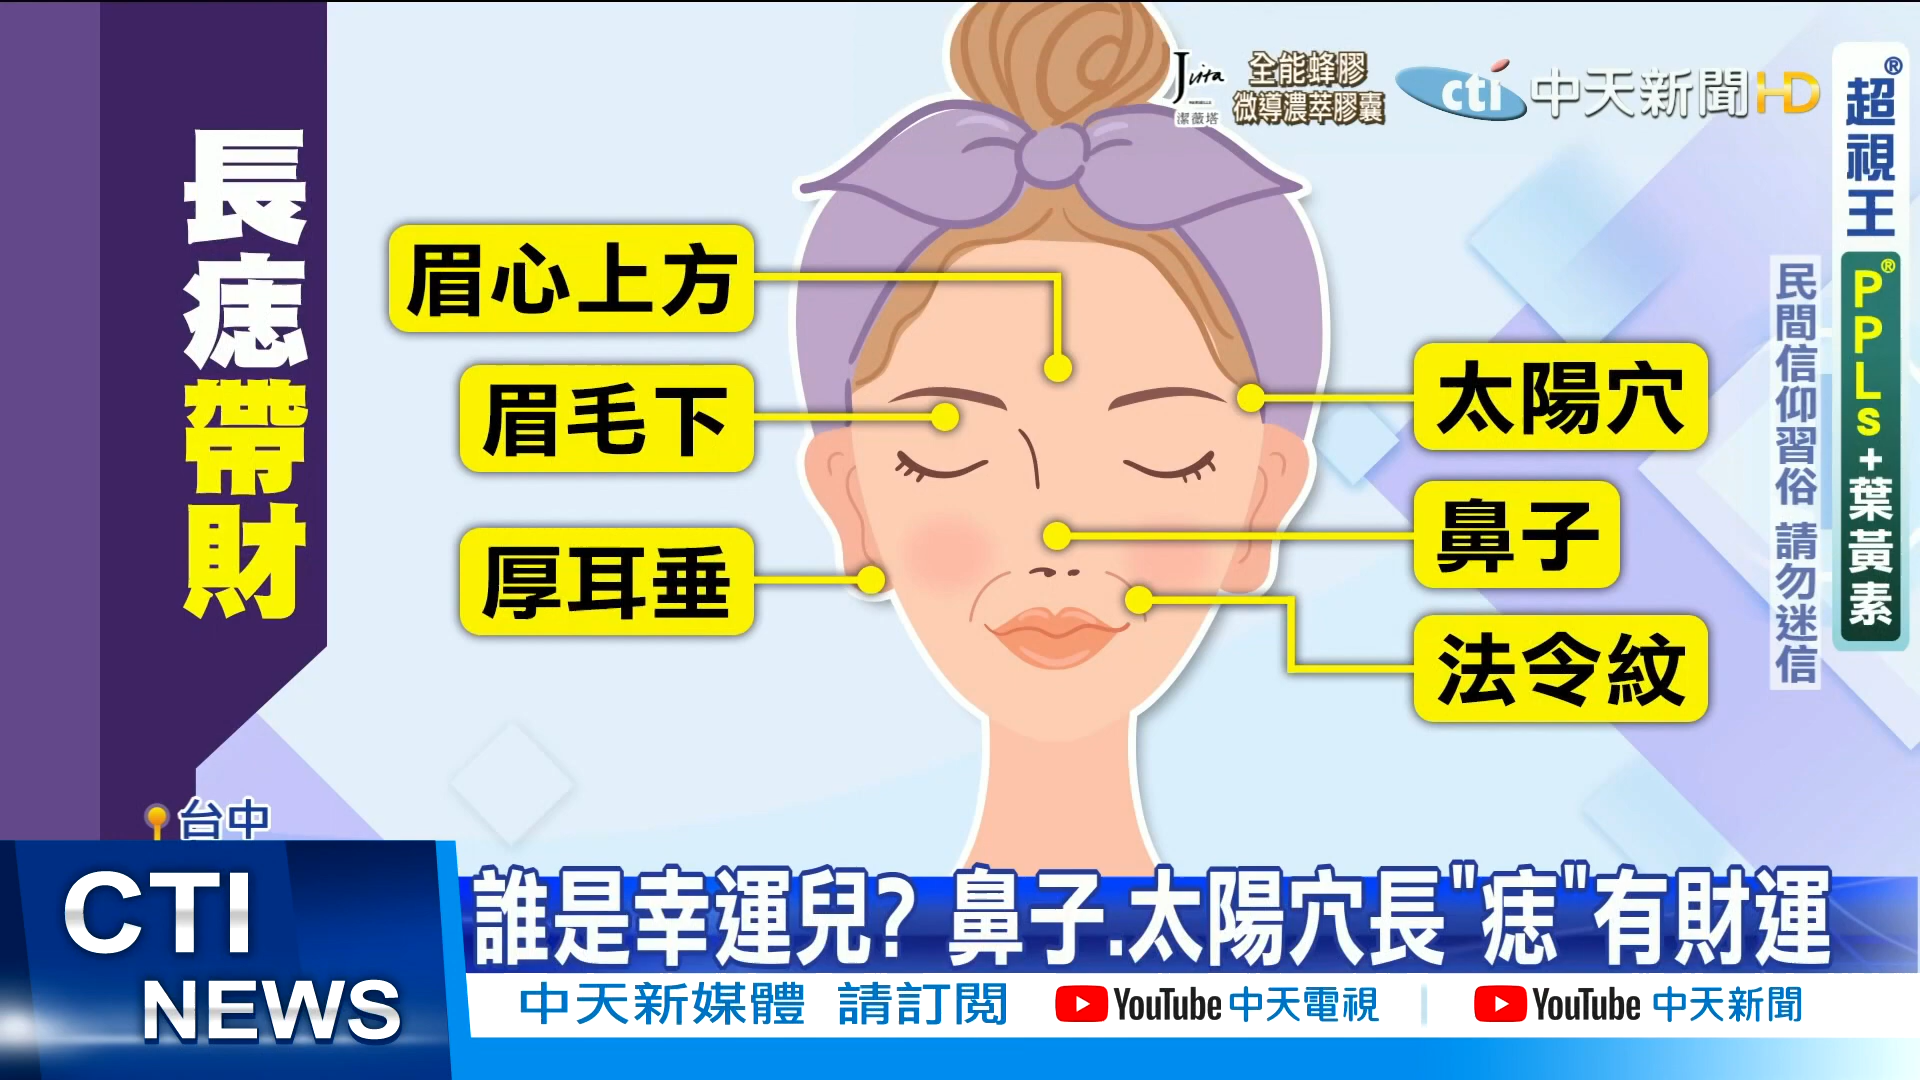 長痣帶財
眉心上方
眉毛下
厚耳垂
太陽穴
鼻子
法令紋
Jvita
潔薇塔
全能蜂膠
微導濃萃膠囊
cti 中天新聞HD
超視王®
PPLs®+葉黃素
民間信仰習俗 請勿迷信
台中
CTI
NEWS
誰是幸運兒? 鼻子.太陽穴長"痣"有財運
中天新媒體 請訂閱 YouTube 中天電視 | YouTube 中天新聞